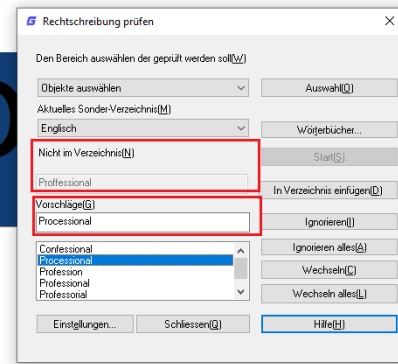 Rechtschreibung prüfen
Den Bereich auswählen der geprüft werden soll(W)
Objekte auswählen
Auswahl(O)
Aktuelles Sonder-Verzeichnis(M)
Englisch
Wörterbücher...
Nicht im Verzeichnis(N)
Start(S)
Proffessional
In Verzeichnis einfügen(D)
Vorschläge(G)
Processional
Ignorieren(I)
Confessional
Processional
Profession
Professional
Professorial
Ignorieren alles(A)
Wechseln(C)
Wechseln alles(L)
Einstellungen...
Schliessen(Q)
Hilfe(H)